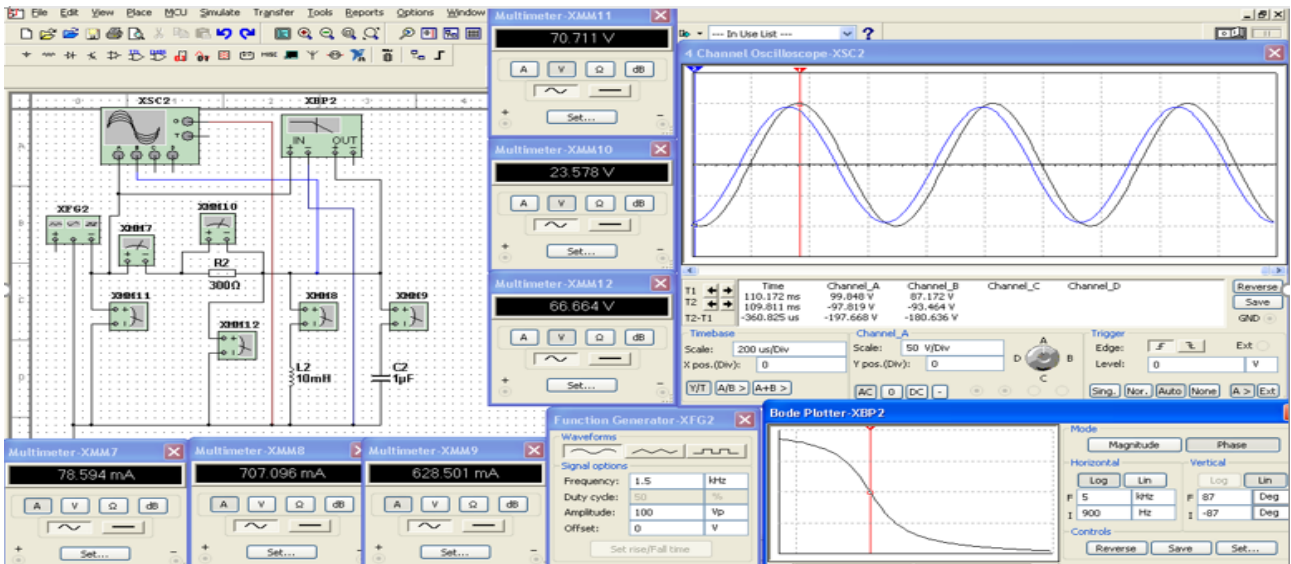 File Edit View Place MCU Simulate Transfer Tools Reports Options Window
--- In Use List ---
Multimeter-XMM11
70.711 V
A V Ω dB
Set...
Multimeter-XMM10
23.578 V
A V Ω dB
Set...
Multimeter-XMM12
66.664 V
A V Ω dB
Set...
XSC2
XBP2
IN OUT
A B C D
XFG2
XMM7
XMM10
R2
300Ω
XMM11
XMM12
XMM8
XMM9
L2
10mH
C2
1µF
4 Channel Oscilloscope-XSC2
Time Channel_A Channel_B Channel_C Channel_D
T1 110.172 ms 99.848 V 87.172 V
T2 109.811 ms -97.819 V -93.464 V
T2-T1 -360.825 us -197.668 V -180.636 V
Reverse
Save
GND
Timebase
Scale: 200 us/Div
X pos.(Div): 0
Y/T A/B > A+B >
Channel_A
Scale: 50 V/Div
Y pos.(Div): 0
AC 0 DC -
A
D B
C
Trigger
Edge: Ext
Level: 0 V
Sing. Nor. Auto None A > Ext
Multimeter-XMM7
78.594 mA
A V Ω dB
Set...
Multimeter-XMM8
707.096 mA
A V Ω dB
Set...
Multimeter-XMM9
628.501 mA
A V Ω dB
Set...
Function Generator-XFG2
Waveforms
Signal options
Frequency: 1.5 kHz
Duty cycle: 50 %
Amplitude: 100 Vp
Offset: 0 V
Set rise/Fall time
Bode Plotter-XBP2
Mode
Magnitude Phase
Horizontal Vertical
Log Lin Log Lin
F 5 kHz F 87 Deg
I 900 Hz I -87 Deg
Controls
Reverse Save Set...